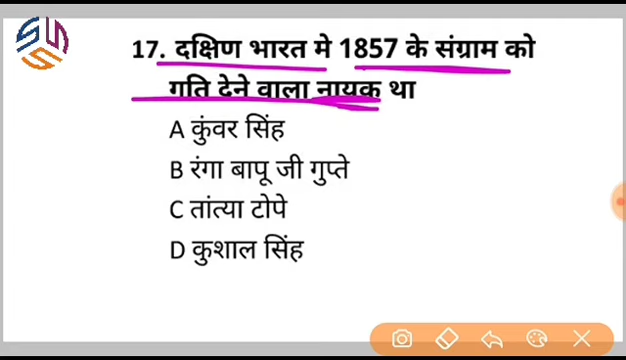 17. दक्षिण भारत मे 1857 के संग्राम को
गति देने वाला नायक था
A कुंवर सिंह
B रंगा बापू जी गुप्ते
C तांत्या टोपे
D कुशाल सिंह